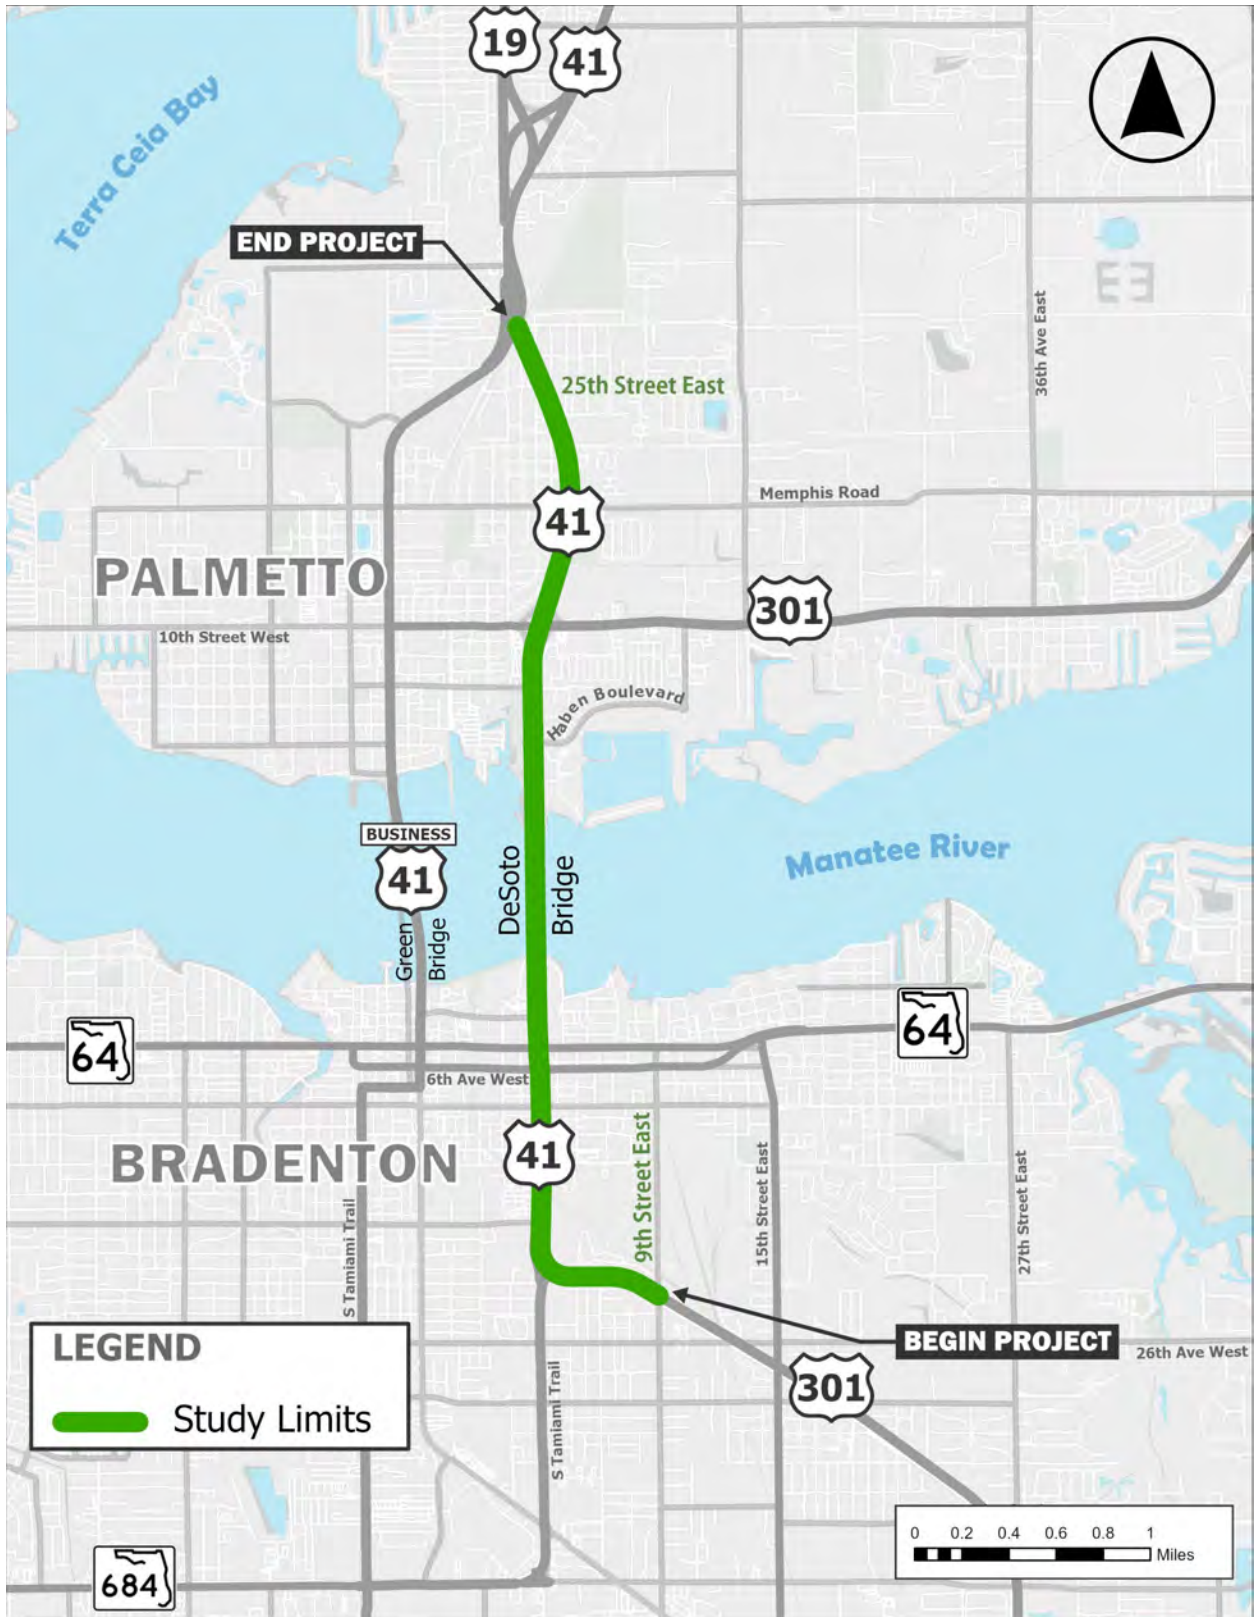 19
41
Terra Ceia Bay
END PROJECT
36th Ave East
25th Street East
Memphis Road
41
PALMETTO
301
10th Street West
Haben Boulevard
BUSINESS
41
Manatee River
DeSoto
Bridge
Green
Bridge
64
64
6th Ave West
BRADENTON
41
9th Street East
15th Street East
27th Street East
S Tamiami Trail
BEGIN PROJECT
26th Ave West
LEGEND
Study Limits
301
S Tamiami Trail
0 0.2 0.4 0.6 0.8 1
Miles
684